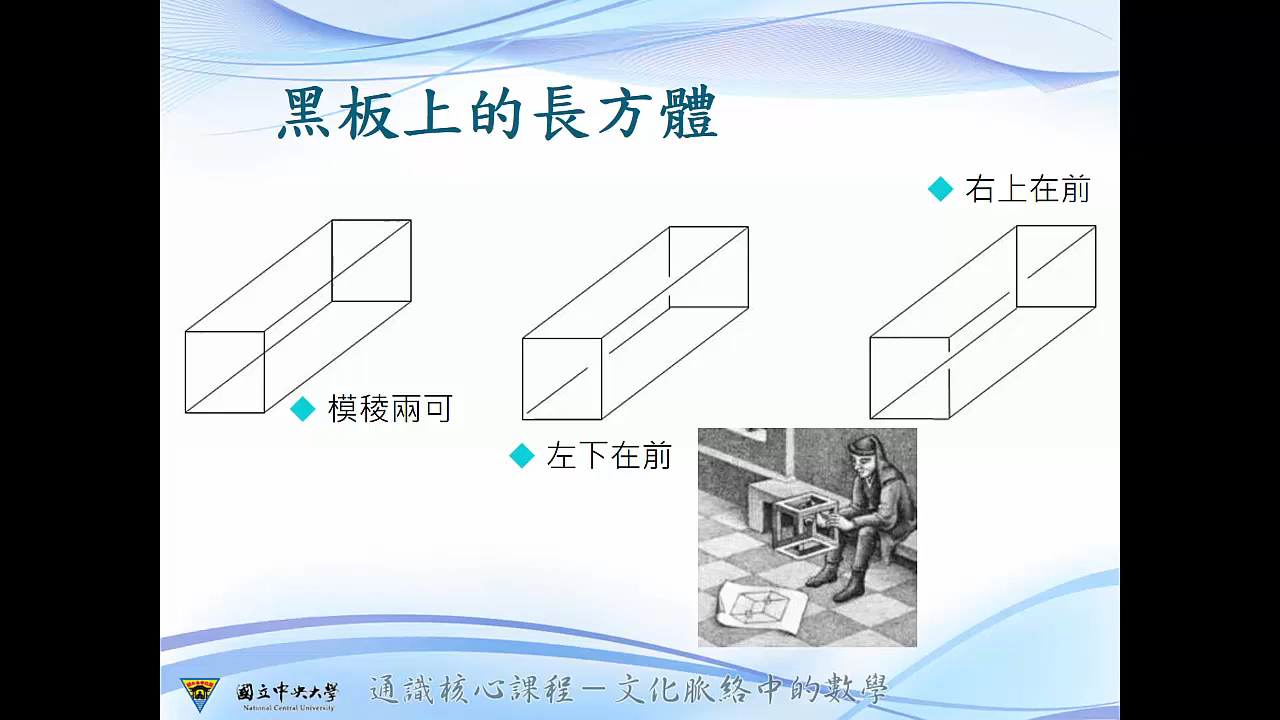 黑板上的長方體
右上在前
模稜兩可
左下在前
國立中央大學
National Central University
通識核心課程－文化脈絡中的數學